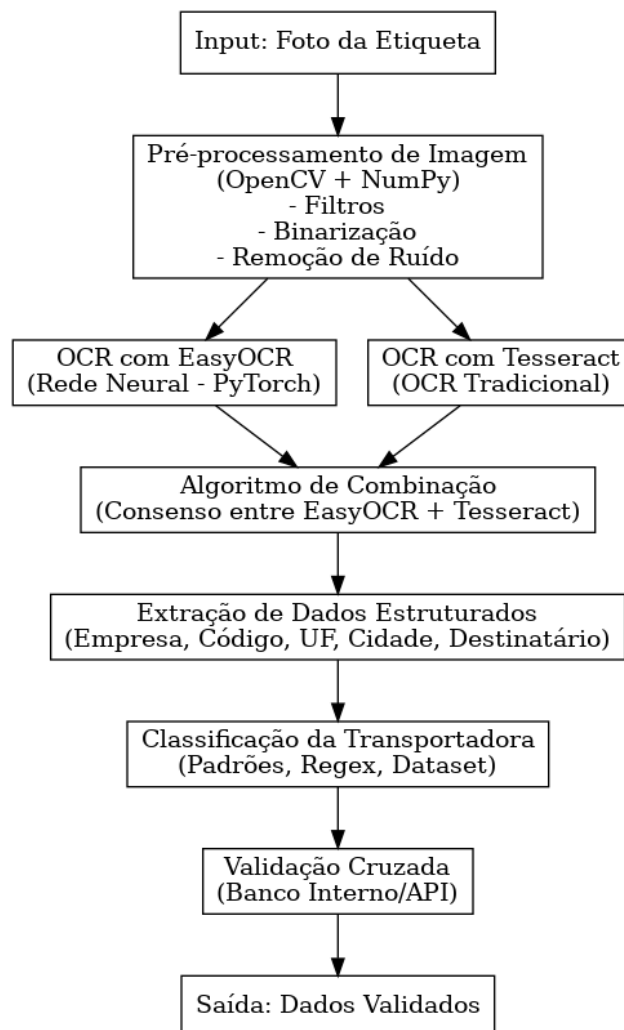 Input: Foto da Etiqueta
Pré-processamento de Imagem
(OpenCV + NumPy)
- Filtros
- Binarização
- Remoção de Ruído
OCR com EasyOCR
(Rede Neural - PyTorch)
OCR com Tesseract
(OCR Tradicional)
Algoritmo de Combinação
(Consenso entre EasyOCR + Tesseract)
Extração de Dados Estruturados
(Empresa, Código, UF, Cidade, Destinatário)
Classificação da Transportadora
(Padrões, Regex, Dataset)
Validação Cruzada
(Banco Interno/API)
Saída: Dados Validados